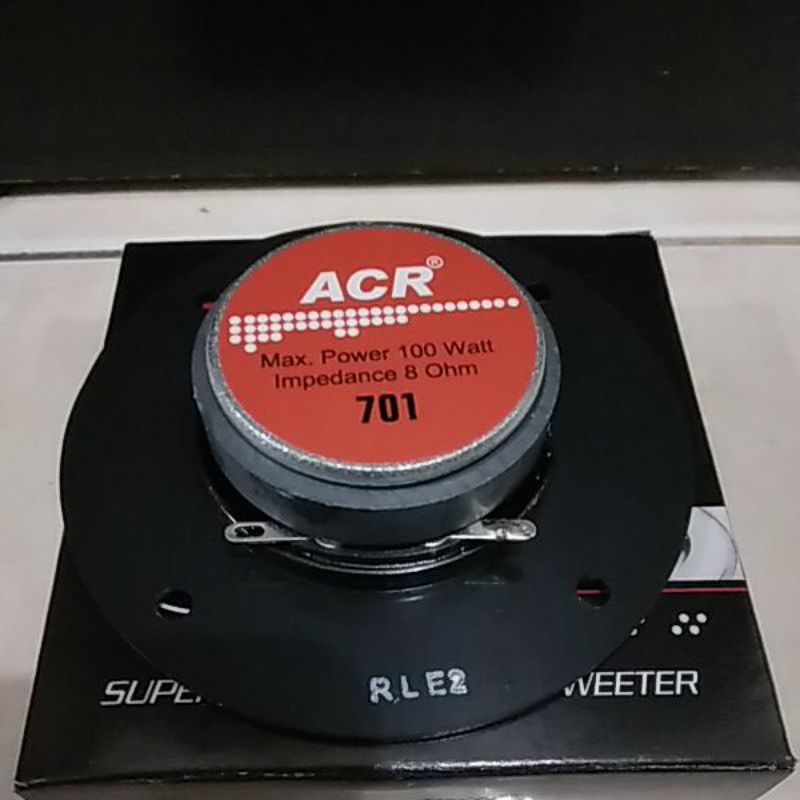 ACR®
Max. Power 100 Watt
Impedance 8 Ohm
701
RLE2
SUPE
WEETER